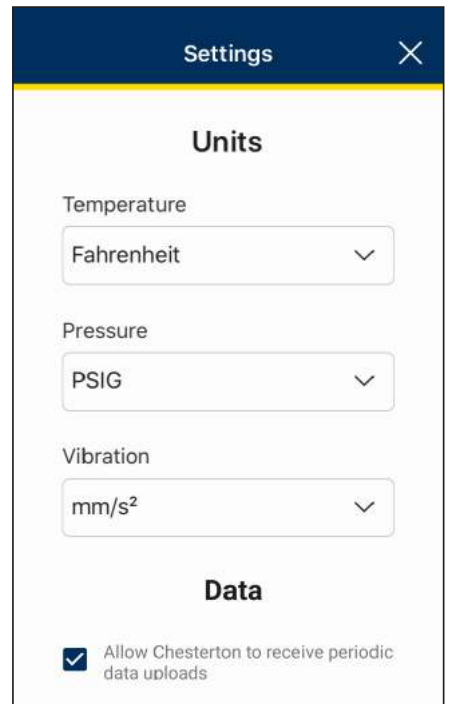 Settings
Units
Temperature
Fahrenheit
Pressure
PSIG
Vibration
mm/s²
Data
Allow Chesterton to receive periodic
data uploads